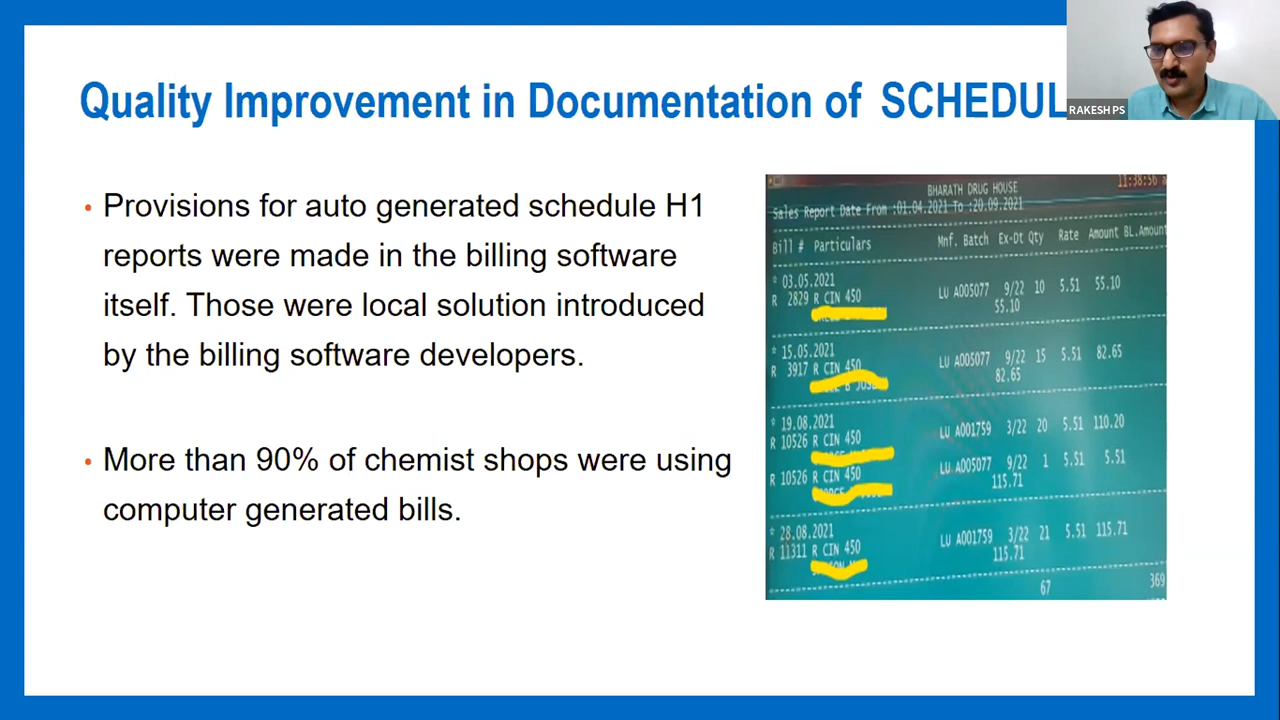 Quality Improvement in Documentation of SCHEDUL
RAKESH PS
• Provisions for auto generated schedule H1
reports were made in the billing software
itself. Those were local solution introduced
by the billing software developers.
• More than 90% of chemist shops were using
computer generated bills.
11:38:56
BHARATH DRUG HOUSE
Sales Report Date From :01.04.2021 To :20.09.2021
Bill # Particulars Mnf. Batch Ex-Dt Qty Rate Amount BL.Amount
* 03.05.2021
R 2829 R CIN 450 LU A005077 9/22 10 5.51 55.10
55.10
* 15.05.2021
R 3917 R CIN 450 LU A005077 9/22 15 5.51 82.65
82.65
* 19.08.2021
R 10526 R CIN 450 LU A001759 3/22 20 5.51 110.20
R 10526 R CIN 450 LU A005077 9/22 1 5.51 5.51
115.71
* 28.08.2021
R 11311 R CIN 450 LU A001759 3/22 21 5.51 115.71
115.71
67 369